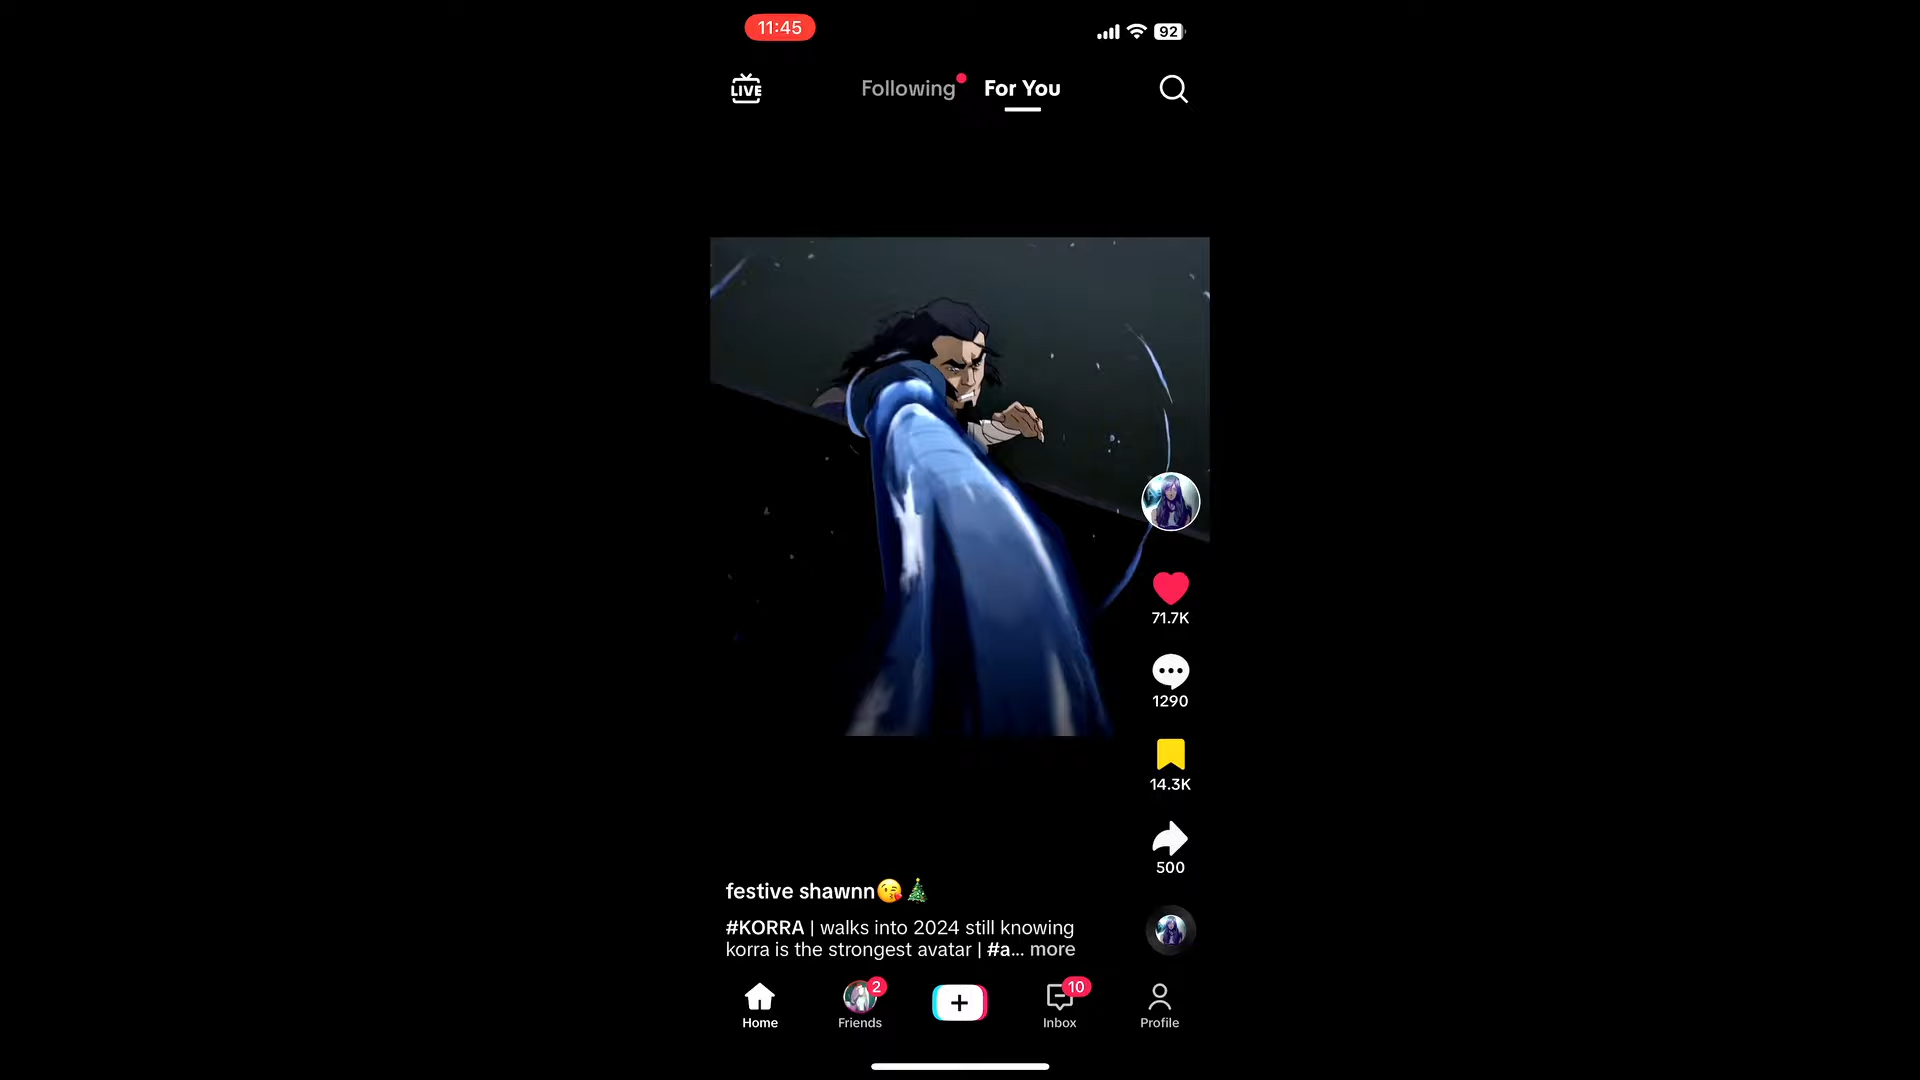 11:45
92
LIVE
Following
For You
71.7K
1290
14.3K
500
festive shawnn😘🎄
#KORRA | walks into 2024 still knowing
korra is the strongest avatar | #a... more
2
10
Home
Friends
Inbox
Profile